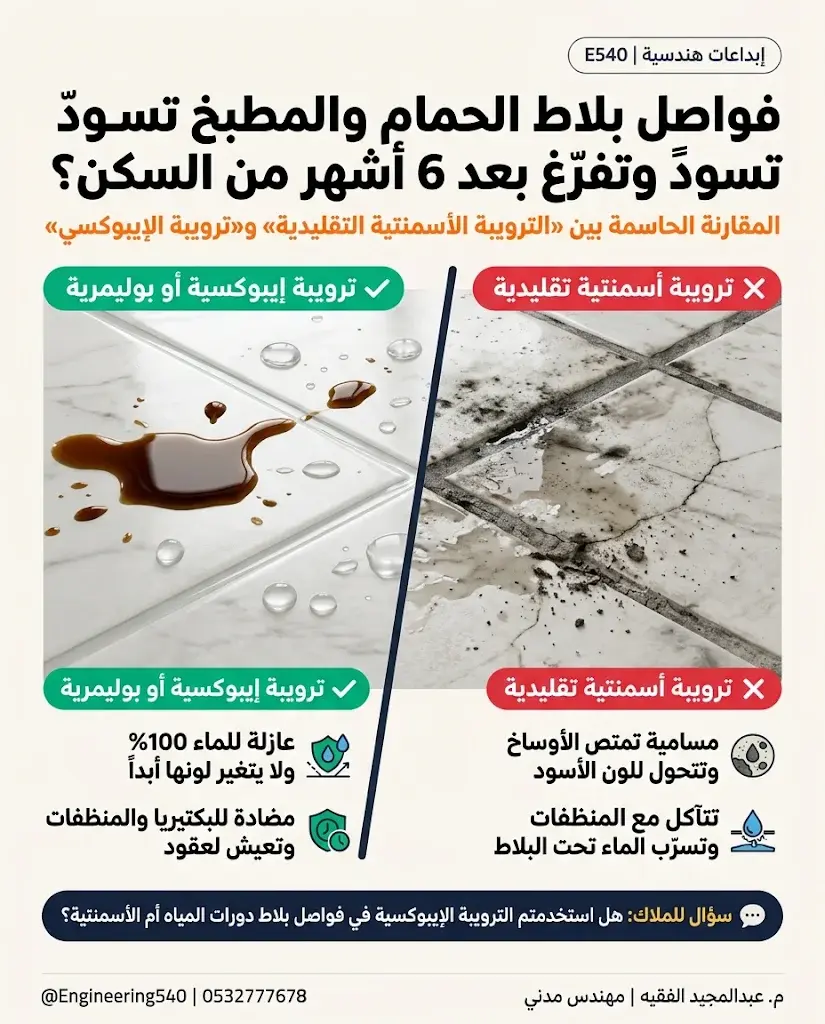 إبداعات هندسية | E540
فواصل بلاط الحمام والمطبخ تسـودّ
تسودً وتفرّغ بعد 6 أشهر من السكن؟
المقارنة الحاسمة بين «الترويبة الأسمنتية التقليدية» و«ترويبة الإيبوكسي»
ترويبة أسمنتية تقليدية
ترويبة إيبوكسية أو بوليمرية
ترويبة أسمنتية تقليدية
مسامية تمتص الأوساخ
وتتحول للون الأسود
تتآكل مع المنظفات
وتسرّب الماء تحت البلاط
ترويبة إيبوكسية أو بوليمرية
عازلة للماء 100%
ولا يتغير لونها أبداً
مضادة للبكتيريا والمنظفات
وتعيش لعقود
سؤال للملاك: هل استخدمتم الترويبة الإيبوكسية في فواصل بلاط دورات المياه أم الأسمنتية؟
م. عبدالمجيد الفقيه | مهندس مدني
@Engineering540 | 0532777678